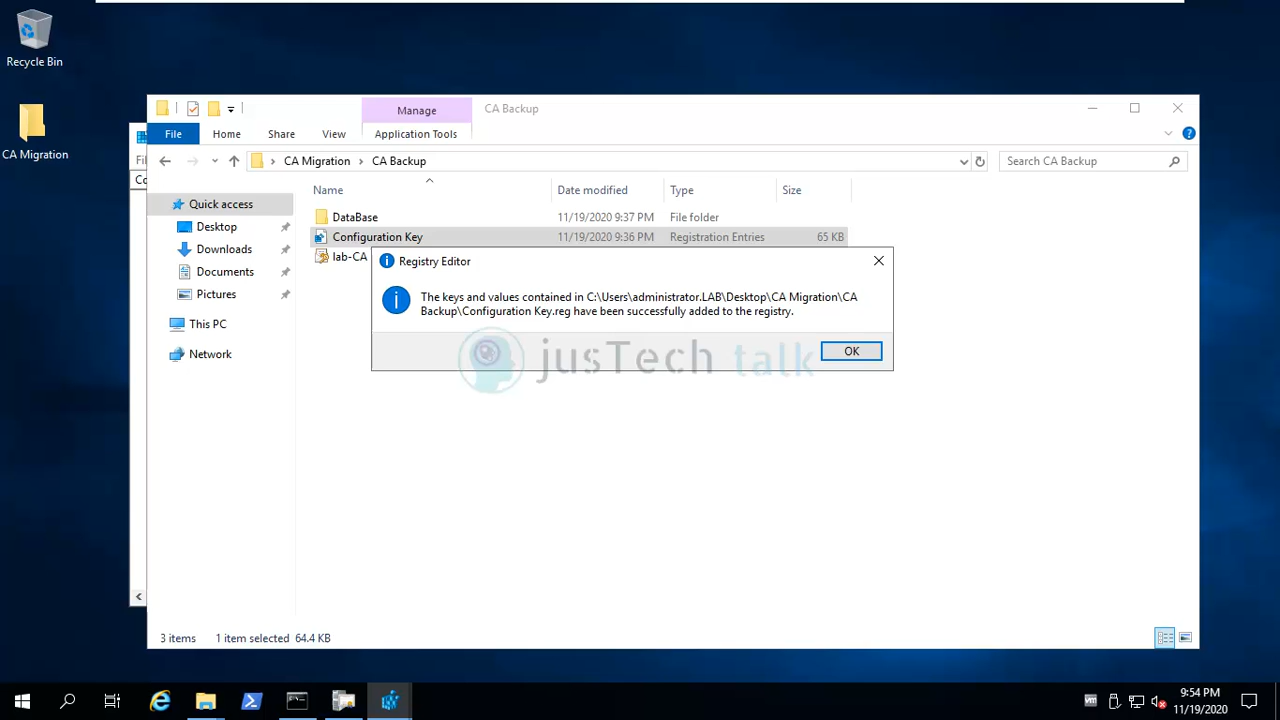 Recycle Bin
CA Migration
Manage
CA Backup
File
Home
Share
View
Application Tools
CA Migration
CA Backup
Search CA Backup
Name
Date modified
Type
Size
Quick access
Desktop
Downloads
Documents
Pictures
This PC
Network
DataBase
11/19/2020 9:37 PM
File folder
Configuration Key
11/19/2020 9:36 PM
Registration Entries
65 KB
lab-CA
Registry Editor
The keys and values contained in C:\Users\administrator.LAB\Desktop\CA Migration\CA
Backup\Configuration Key.reg have been successfully added to the registry.
OK
jusTech talk
3 items
1 item selected 64.4 KB
9:54 PM
11/19/2020